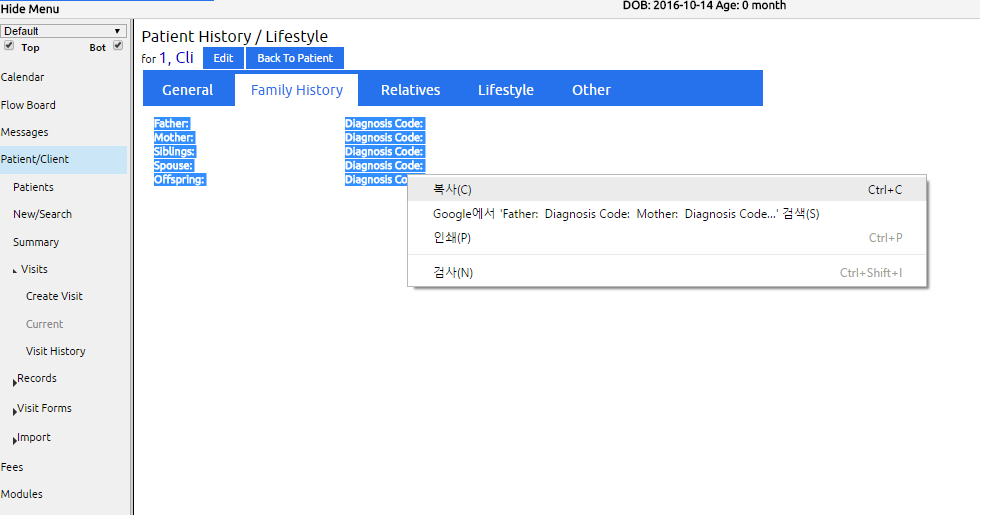 Hide Menu
DOB: 2016-10-14 Age: 0 month
Default
Top Bot
Calendar
Flow Board
Messages
Patient/Client
Patients
New/Search
Summary
Visits
Create Visit
Current
Visit History
Records
Visit Forms
Import
Fees
Modules
Patient History / Lifestyle
for 1, Cli Edit Back To Patient
General Family History Relatives Lifestyle Other
Father: Diagnosis Code:
Mother: Diagnosis Code:
Siblings: Diagnosis Code:
Spouse: Diagnosis Code:
Offspring: Diagnosis
복사(C) Ctrl+C
Google에서 'Father: Diagnosis Code: Mother: Diagnosis Code...' 검색(S)
인쇄(P) Ctrl+P
검사(N) Ctrl+Shift+I